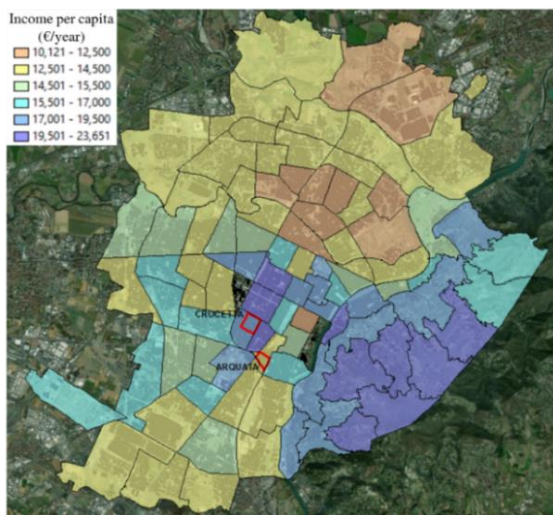 Income per capita
(€/year)
10,121 - 12,500
12,501 - 14,500
14,501 - 15,500
15,501 - 17,000
17,001 - 19,500
19,501 - 23,651
CROCETTA
ARQUATA